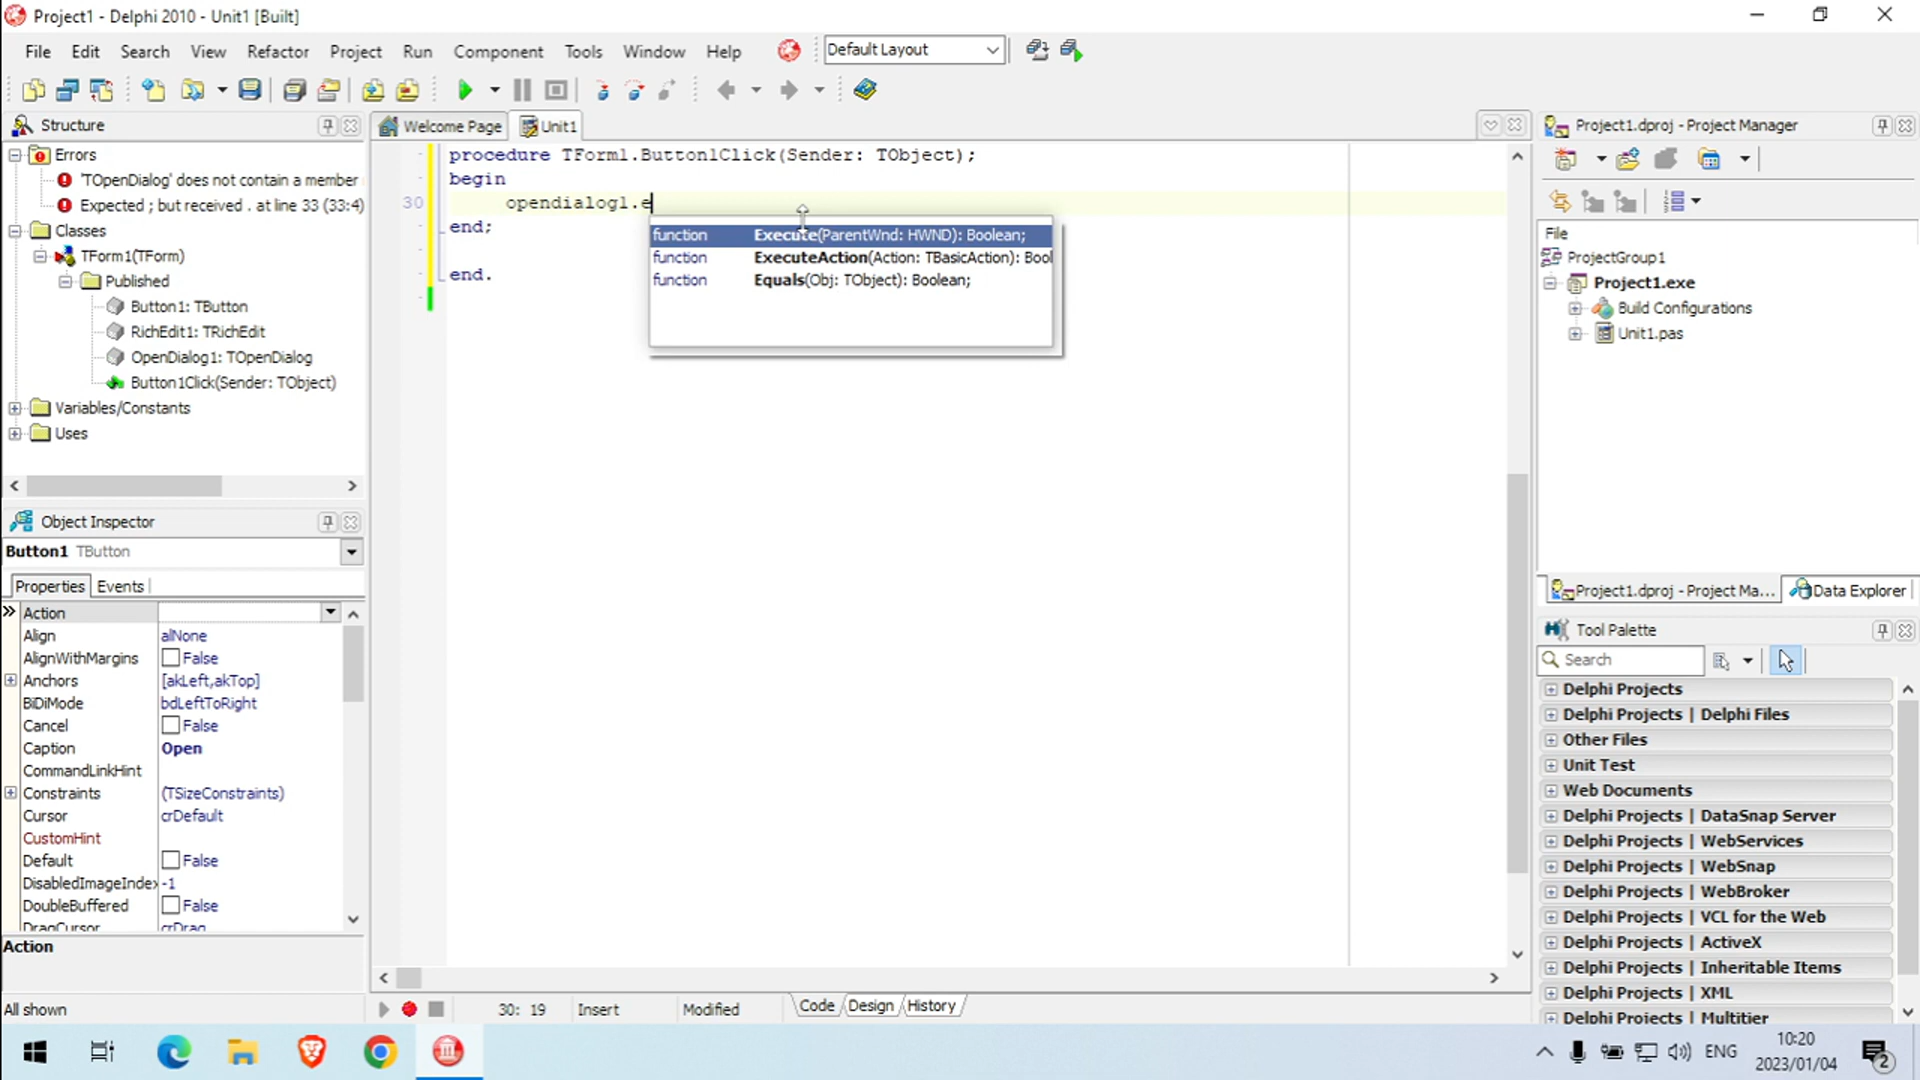 Project1 - Delphi 2010 - Unit1 [Built]
File Edit Search View Refactor Project Run Component Tools Window Help
Default Layout
Structure
Errors
'TOpenDialog' does not contain a member
Expected ; but received . at line 33 (33:4)
Classes
TForm1(TForm)
Published
Button1: TButton
RichEdit1: TRichEdit
OpenDialog1: TOpenDialog
Button1Click(Sender: TObject)
Variables/Constants
Uses
Object Inspector
Button1 TButton
Properties Events
Action
Align alNone
AlignWithMargins False
Anchors [akLeft,akTop]
BiDiMode bdLeftToRight
Cancel False
Caption Open
CommandLinkHint
Constraints (TSizeConstraints)
Cursor crDefault
CustomHint
Default False
DisabledImageIndex -1
DoubleBuffered False
DragCursor crDrag
Action
All shown
Welcome Page Unit1
procedure TForm1.Button1Click(Sender: TObject);
begin
30 opendialog1.e
end;
end.
function Execute(ParentWnd: HWND): Boolean;
function ExecuteAction(Action: TBasicAction): Bool
function Equals(Obj: TObject): Boolean;
30: 19 Insert Modified Code Design History
Project1.dproj - Project Manager
File
ProjectGroup1
Project1.exe
Build Configurations
Unit1.pas
Project1.dproj - Project Ma... Data Explorer
Tool Palette
Search
Delphi Projects
Delphi Projects | Delphi Files
Other Files
Unit Test
Web Documents
Delphi Projects | DataSnap Server
Delphi Projects | WebServices
Delphi Projects | WebSnap
Delphi Projects | WebBroker
Delphi Projects | VCL for the Web
Delphi Projects | ActiveX
Delphi Projects | Inheritable Items
Delphi Projects | XML
Delphi Projects | Multitier
ENG
10:20
2023/01/04
2